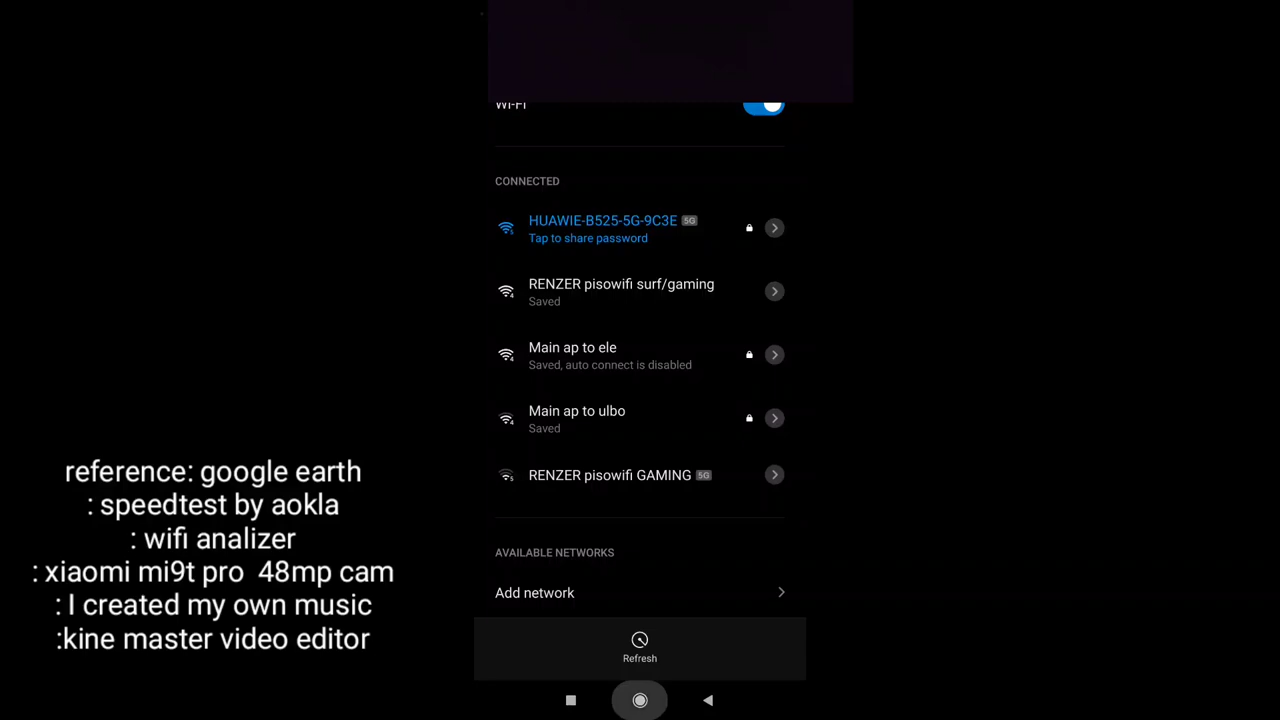 WI-FI
CONNECTED
HUAWIE-B525-5G-9C3E 5G
Tap to share password
RENZER pisowifi surf/gaming
Saved
Main ap to ele
Saved, auto connect is disabled
Main ap to ulbo
Saved
RENZER pisowifi GAMING 5G
AVAILABLE NETWORKS
Add network
Refresh
reference: google earth
: speedtest by aokla
: wifi analizer
: xiaomi mi9t pro 48mp cam
: I created my own music
:kine master video editor